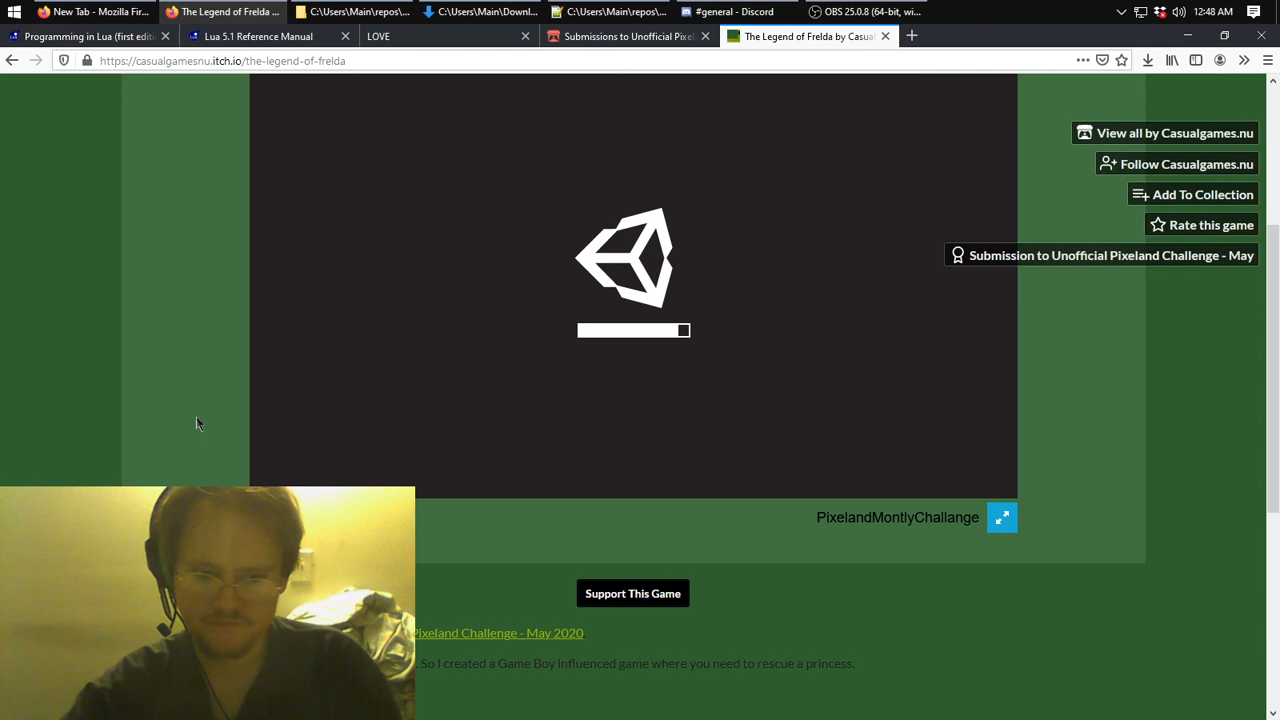 New Tab - Mozilla Fir...
The Legend of Frelda ...
C:\Users\Main\repos\...
C:\Users\Main\Downl...
C:\Users\Main\repos\...
#general - Discord
OBS 25.0.8 (64-bit, wi...
12:48 AM
Programming in Lua (first editi
Lua 5.1 Reference Manual
LOVE
Submissions to Unofficial Pixel
The Legend of Frelda by Casual
https://casualgamesnu.itch.io/the-legend-of-frelda
View all by Casualgames.nu
Follow Casualgames.nu
Add To Collection
Rate this game
Submission to Unofficial Pixeland Challenge - May
PixelandMontlyChallange
Support This Game
Pixeland Challenge - May 2020
. So I created a Game Boy influenced game where you need to rescue a princess.